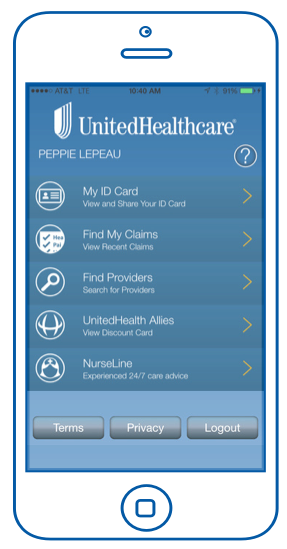 AT&T LTE 10:40 AM 91%
UnitedHealthcare®
PEPPIE LEPEAU
?
My ID Card
View and Share Your ID Card
Find My Claims
View Recent Claims
Find Providers
Search for Providers
UnitedHealth Allies
View Discount Card
NurseLine
Experienced 24/7 care advice
Terms Privacy Logout